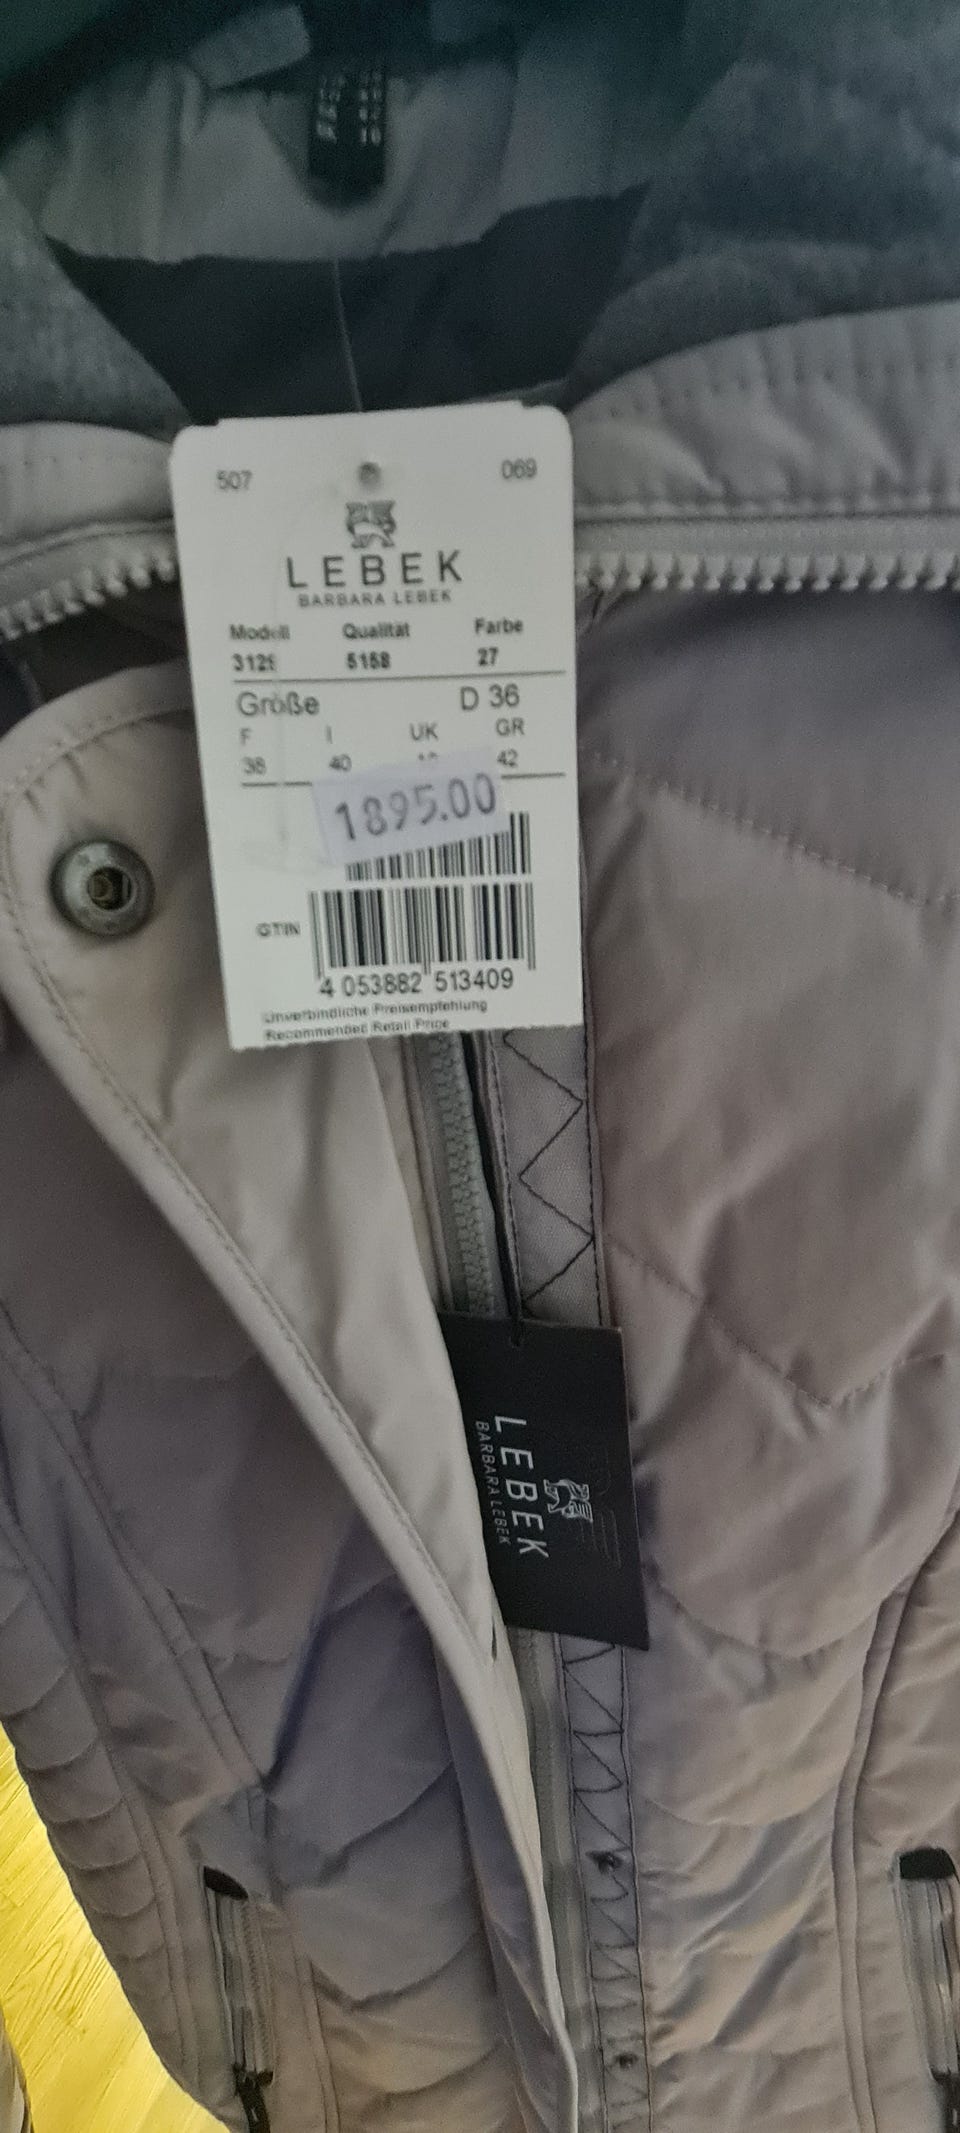 507 069
LEBEK
BARBARA LEBEK
Modell Qualität Farbe
5158 27
Größe D 36
F I UK GR
38 40 42
1895.00
GTIN
4 053882 513409
Unverbindliche Preisempfehlung
Recommended Retail Price
LEBEK
BARBARA LEBEK